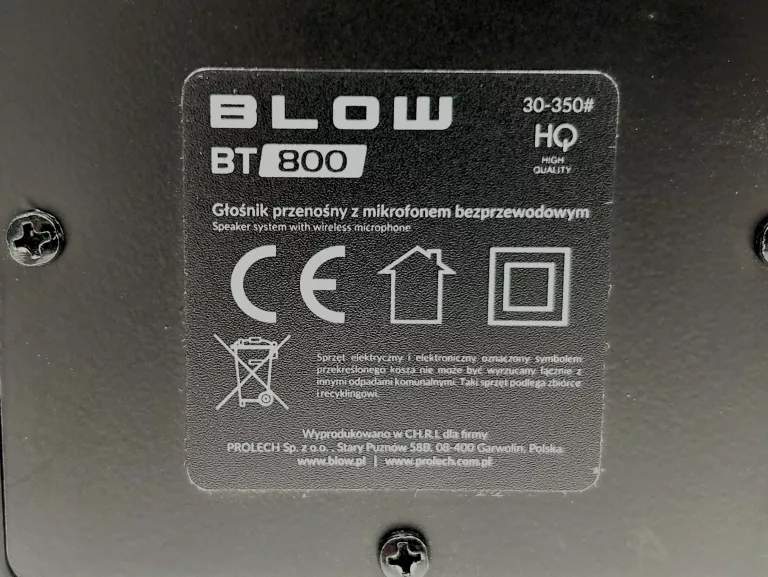 BLOW
30-350#
BT 800
HQ
HIGH
QUALITY
Głośnik przenośny z mikrofonem bezprzewodowym
Speaker system with wireless microphone
CE
Sprzęt elektryczny i elektroniczny oznaczony symbolem
przekreślonego kosza nie może być wyrzucany łącznie z
innymi odpadami komunalnymi. Taki sprzęt podlega zbiórce
i recyklingowi.
Wyprodukowano w CH.R.L dla firmy
PROLECH Sp. z o.o. , Stary Puznów 58B, 08-400 Garwolin, Polska
www.blow.pl | www.prolech.com.pl